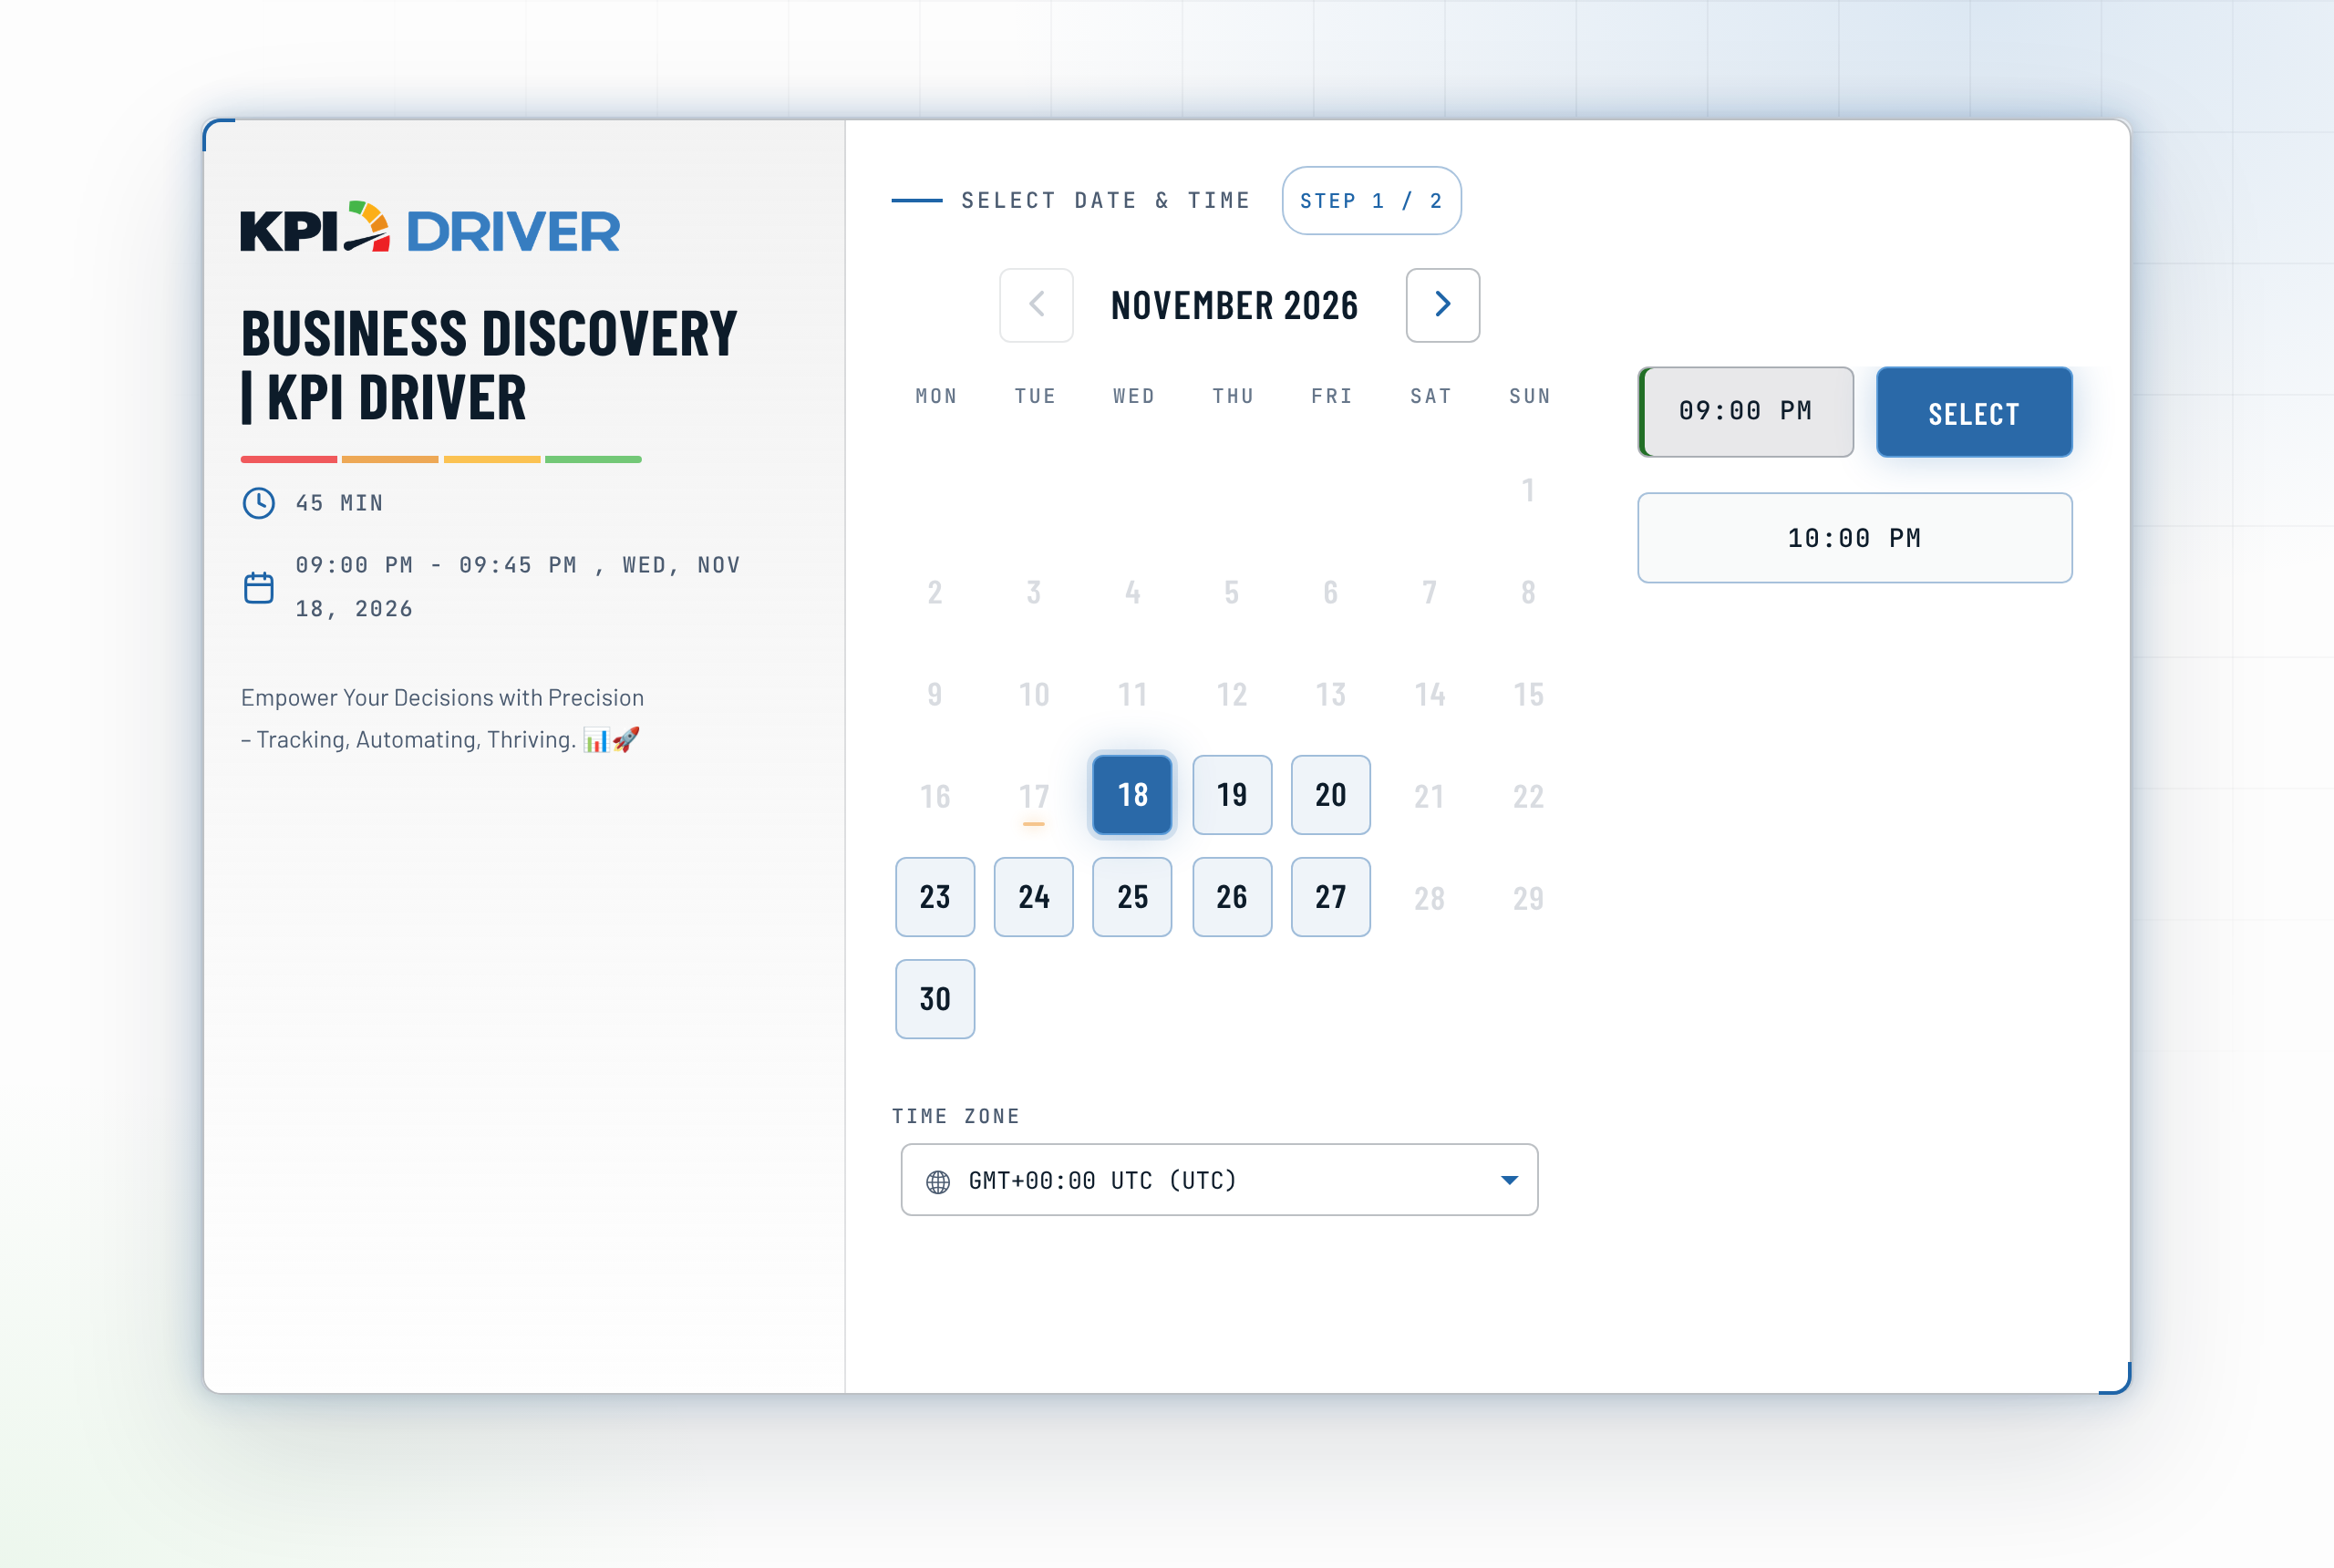 KPI DRIVER
BUSINESS DISCOVERY
| KPI DRIVER
45 MIN
09:00 PM - 09:45 PM , WED, NOV
18, 2026
Empower Your Decisions with Precision
– Tracking, Automating, Thriving. 📊🚀
SELECT DATE & TIME
STEP 1 / 2
NOVEMBER 2026
MON TUE WED THU FRI SAT SUN
1
2 3 4 5 6 7 8
9 10 11 12 13 14 15
16 17 18 19 20 21 22
23 24 25 26 27 28 29
30
TIME ZONE
GMT+00:00 UTC (UTC)
09:00 PM
SELECT
10:00 PM